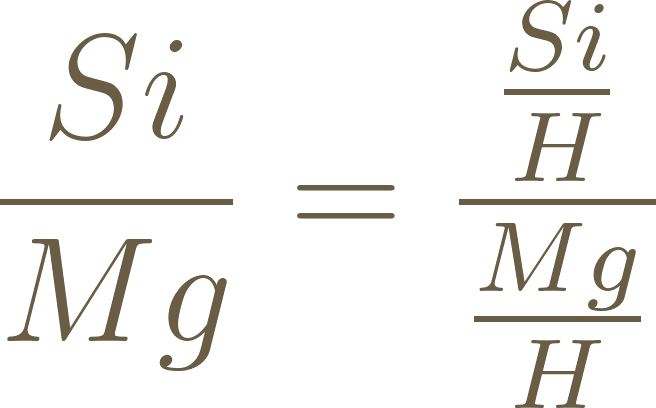 Si/Mg = (Si/H)/(Mg/H)